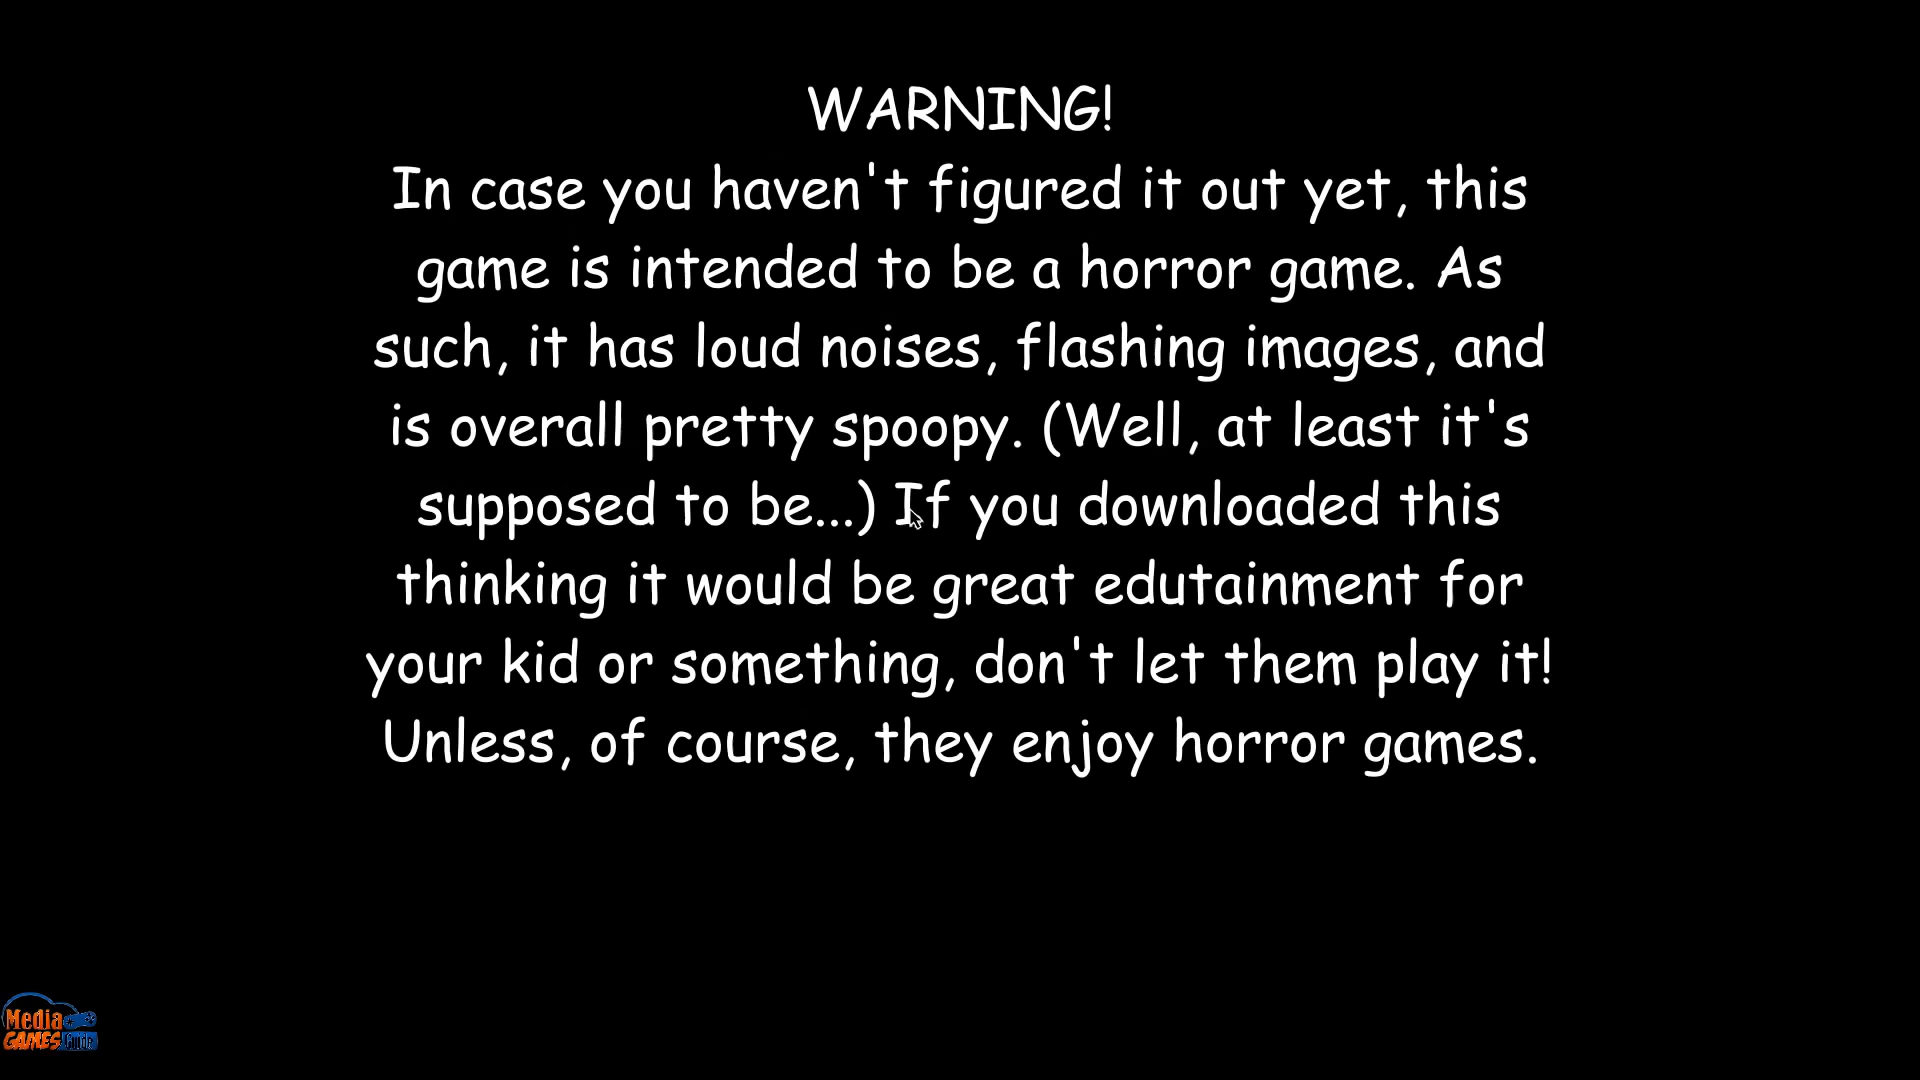 WARNING!
In case you haven't figured it out yet, this
game is intended to be a horror game. As
such, it has loud noises, flashing images, and
is overall pretty spoopy. (Well, at least it's
supposed to be...) If you downloaded this
thinking it would be great edutainment for
your kid or something, don't let them play it!
Unless, of course, they enjoy horror games.
Media
GAMES Guide